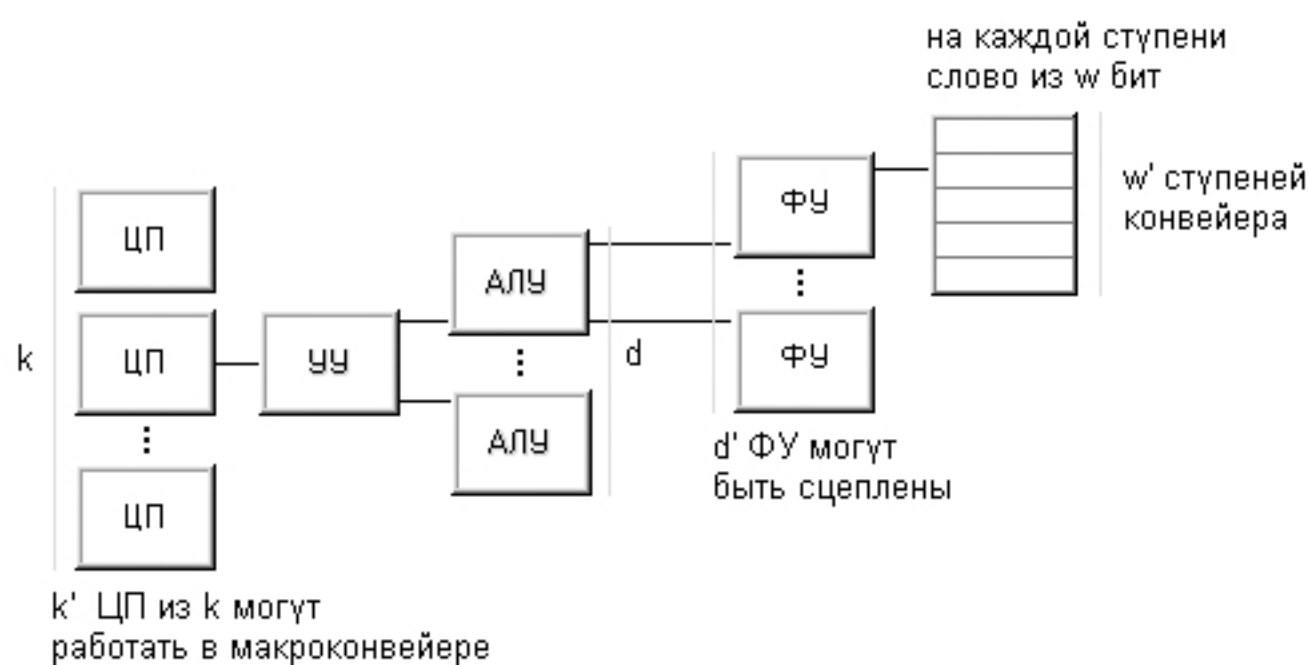 на каждой ступени
слово из w бит
w' ступеней
конвейера
ФУ
ЦП
АЛУ
k
ЦП
УУ
d
ФУ
АЛУ
d' ФУ могут
быть сцеплены
ЦП
k' ЦП из k могут
работать в макроконвейере